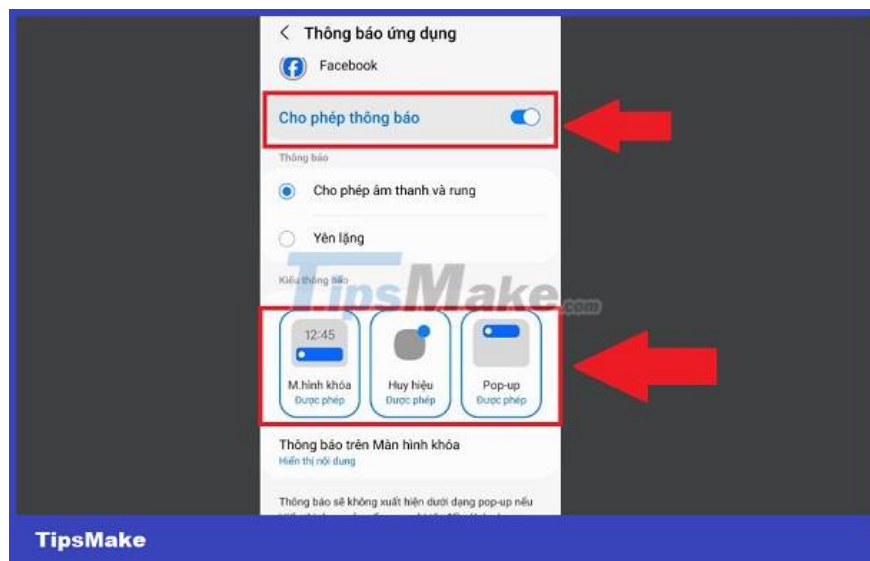 Thông báo ứng dụng
Facebook
Cho phép thông báo
Thông báo
Cho phép âm thanh và rung
Yên lặng
Kiểu thông báo
TipsMake.com
12:45
M.hình khóa
Được phép
Huy hiệu
Được phép
Pop-up
Được phép
Thông báo trên Màn hình khóa
Hiển thị nội dung
Thông báo sẽ không xuất hiện dưới dạng pop-up nếu
TipsMake